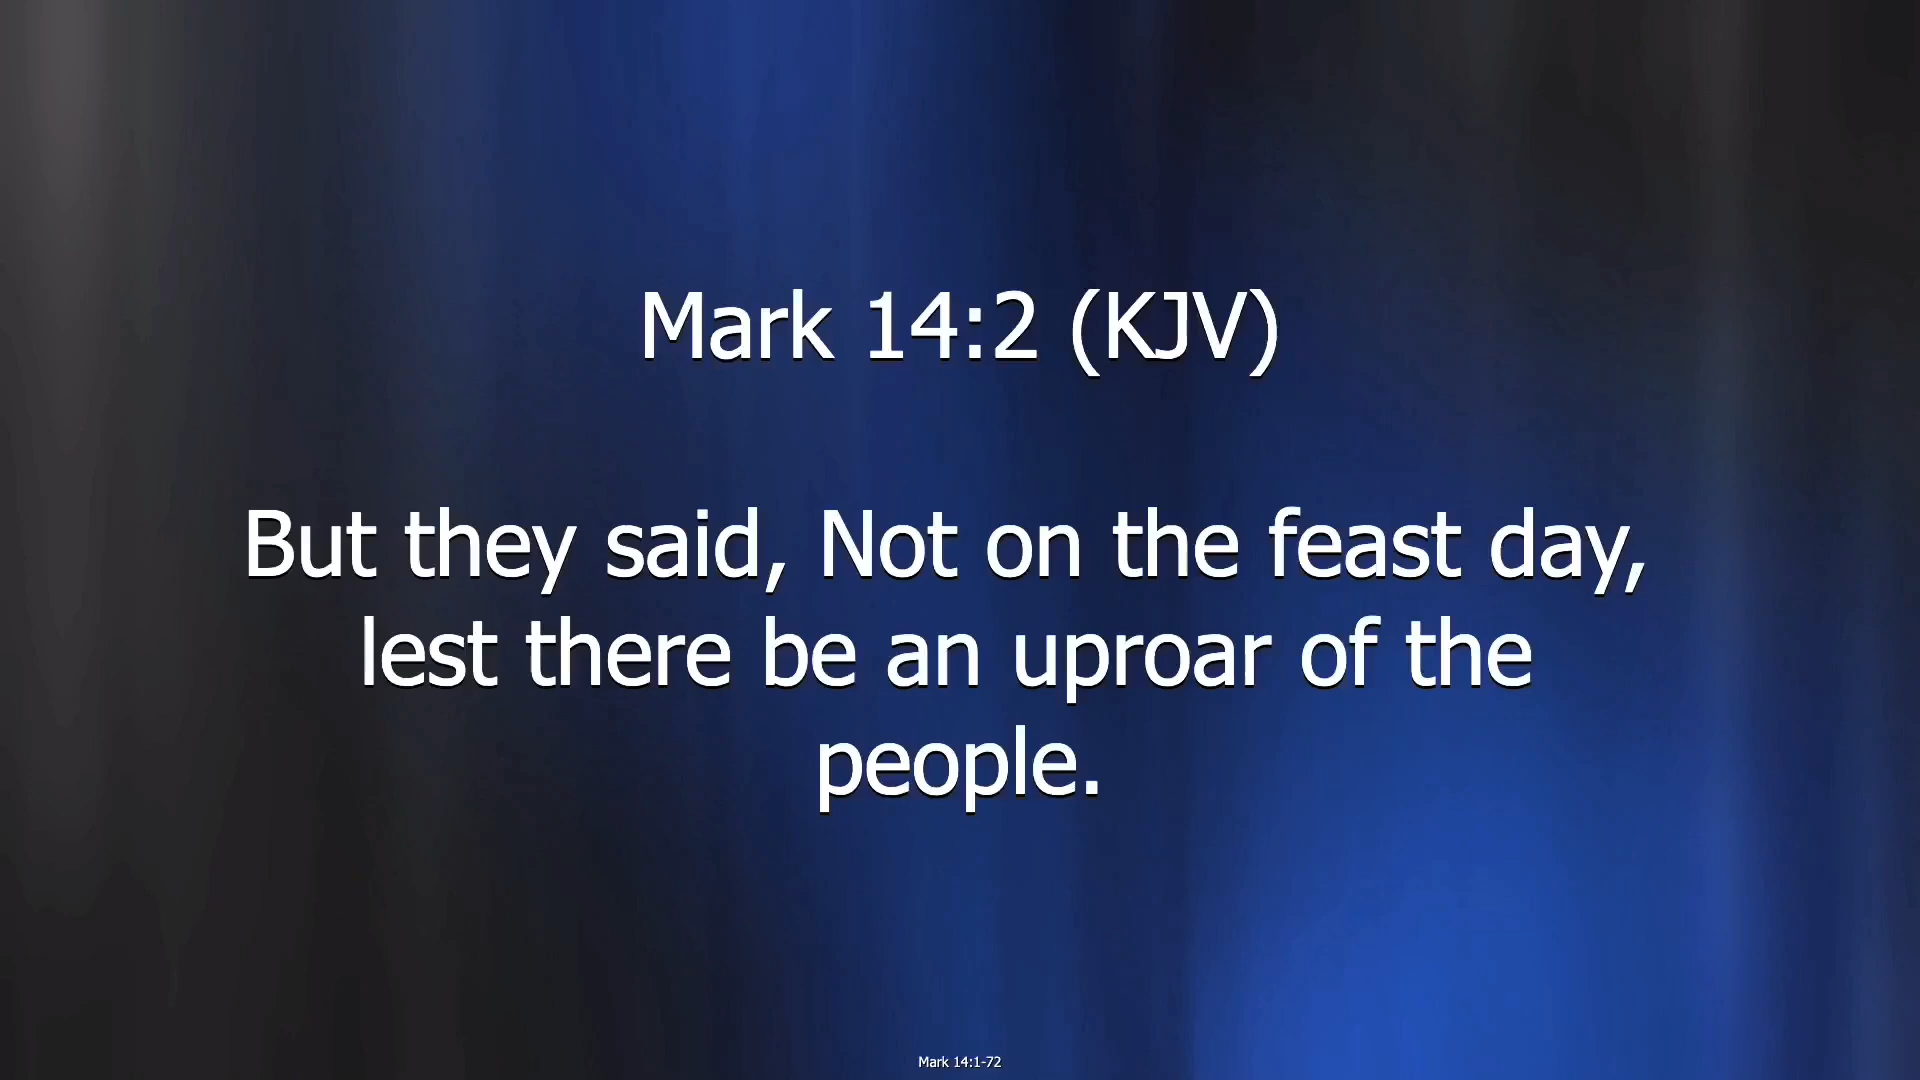 Mark 14:2 (KJV)
But they said, Not on the feast day,
lest there be an uproar of the
people.
Mark 14:1-72